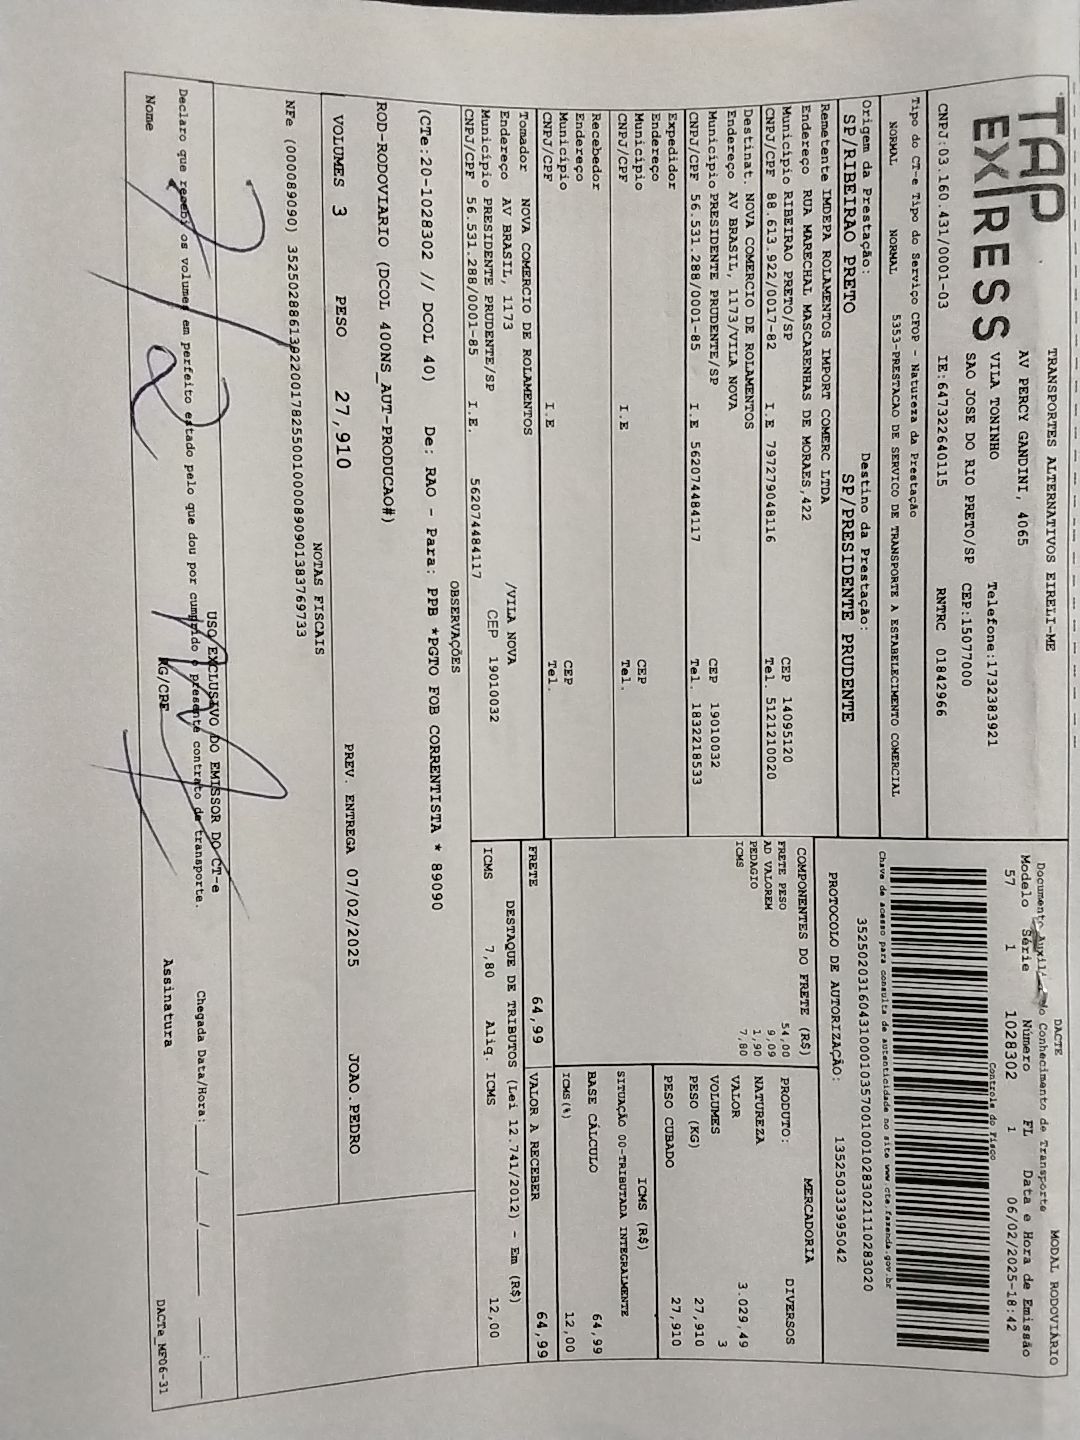 TAP
EXPRESS
TRANSPORTES ALTERNATIVOS EIRELI-ME
AV PERCY GANDINI, 4065
VILA TONINHO Telefone:1732383921
SAO JOSE DO RIO PRETO/SP CEP:15077000
CNPJ:03.160.431/0001-03 IE:647322640115 RNTRC 01842966
Tipo do CT-e Tipo do Serviço CFOP - Natureza da Prestação
NORMAL NORMAL 5353-PRESTACAO DE SERVICO DE TRANSPORTE A ESTABELECIMENTO COMERCIAL
Origem da Prestação: Destino da Prestação:
SP/RIBEIRAO PRETO SP/PRESIDENTE PRUDENTE
Remetente IMDEPA ROLAMENTOS IMPORT COMERC LTDA
Endereço RUA MARECHAL MASCARENHAS DE MORAES,422
Município RIBEIRAO PRETO/SP CEP 14095120
CNPJ/CPF 88.613.922/0017-82 I.E 797279048116 Tel. 5121210020
Destinat. NOVA COMERCIO DE ROLAMENTOS
Endereço AV BRASIL, 1173/VILA NOVA
Município PRESIDENTE PRUDENTE/SP CEP 19010032
CNPJ/CPF 56.531.288/0001-85 I.E 562074484117 Tel. 1832218533
Expedidor
Endereço
Município CEP
CNPJ/CPF I.E Tel.
Recebedor
Endereço
Município CEP
CNPJ/CPF I.E Tel.
Tomador NOVA COMERCIO DE ROLAMENTOS
Endereço AV BRASIL, 1173 /VILA NOVA
Município PRESIDENTE PRUDENTE/SP CEP 19010032
CNPJ/CPF 56.531.288/0001-85 I.E. 562074484117
DACTE MODAL RODOVIÁRIO
Documento Auxiliar do Conhecimento de Transporte
Modelo Série Número FL Data e Hora de Emissão
57 1 1028302 1 06/02/2025-18:42
Controle do Fisco
Chave de acesso para consulta de autenticidade no site www.cte.fazenda.gov.br
35250203160431000103570010010283021110283020
PROTOCOLO DE AUTORIZAÇÃO: 135250333995042
COMPONENTES DO FRETE (R$)
FRETE PESO 54,00
AD VALOREM 9,09
PEDAGIO 1,90
ICMS 7,80
MERCADORIA
PRODUTO: DIVERSOS
NATUREZA
VALOR 3.029,49
VOLUMES 3
PESO (KG) 27,910
PESO CUBADO 27,910
ICMS (R$)
SITUAÇÃO 00-TRIBUTADA INTEGRALMENTE
BASE CÁLCULO 64,99
ICMS(%) 12,00
FRETE 64,99 VALOR A RECEBER 64,99
DESTAQUE DE TRIBUTOS (Lei 12.741/2012) - Em (R$)
ICMS 7,80 Aliq. ICMS 12,00
OBSERVAÇÕES
(CTe:20-1028302 // DCOL 40) De: RAO - Para: PPB *PGTO FOB CORRENTISTA * 89090
ROD-RODOVIARIO (DCOL 400NS_AUT-PRODUCAO#)
VOLUMES 3 PESO 27,910 PREV. ENTREGA 07/02/2025 JOAO.PEDRO
NOTAS FISCAIS
USO EXCLUSIVO DO EMISSOR DO CT-e
Declaro que recebi os volumes em perfeito estado pelo que dou por cumprido o presente contrato de transporte.
Chegada Data/Hora: ____/____/____ ____:____
Nome RG/CPF Assinatura
DACTe_MF06-31